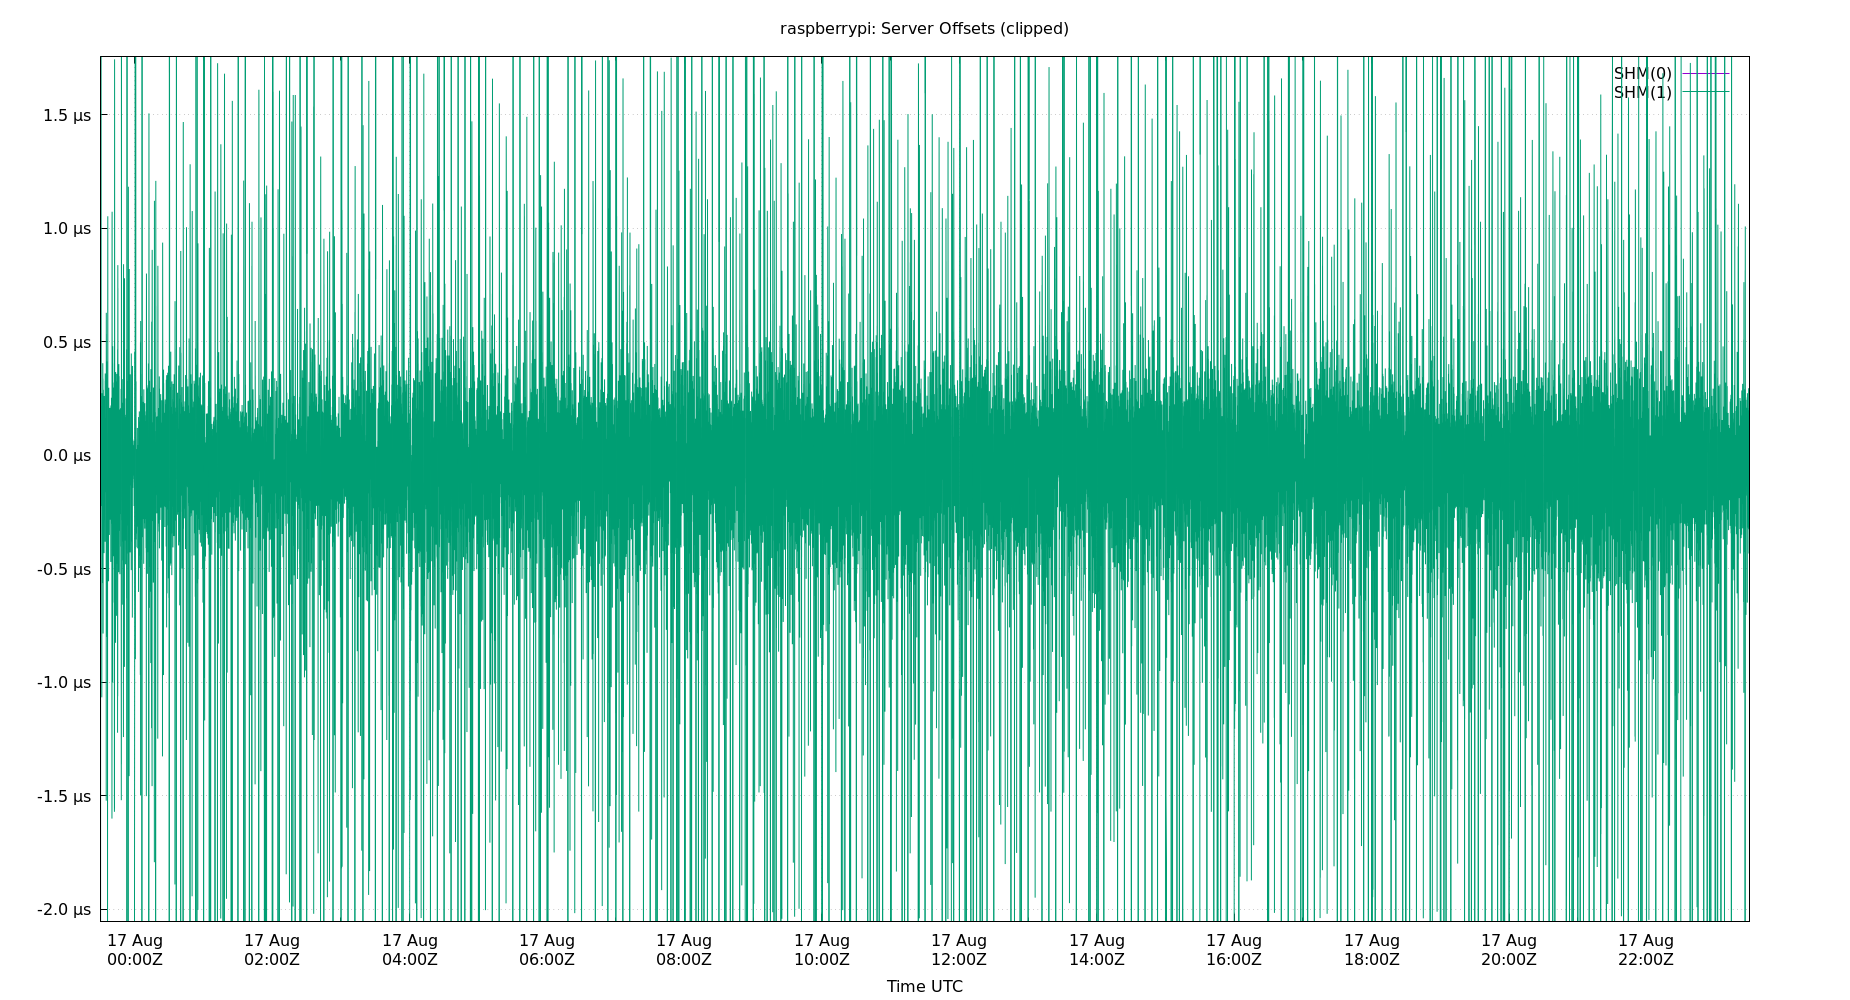 raspberrypi: Server Offsets (clipped)
SHM(0)
SHM(1)
1.5 µs
1.0 µs
0.5 µs
0.0 µs
-0.5 µs
-1.0 µs
-1.5 µs
-2.0 µs
17 Aug 17 Aug 17 Aug 17 Aug 17 Aug 17 Aug 17 Aug 17 Aug 17 Aug 17 Aug 17 Aug 17 Aug
00:00Z 02:00Z 04:00Z 06:00Z 08:00Z 10:00Z 12:00Z 14:00Z 16:00Z 18:00Z 20:00Z 22:00Z
Time UTC